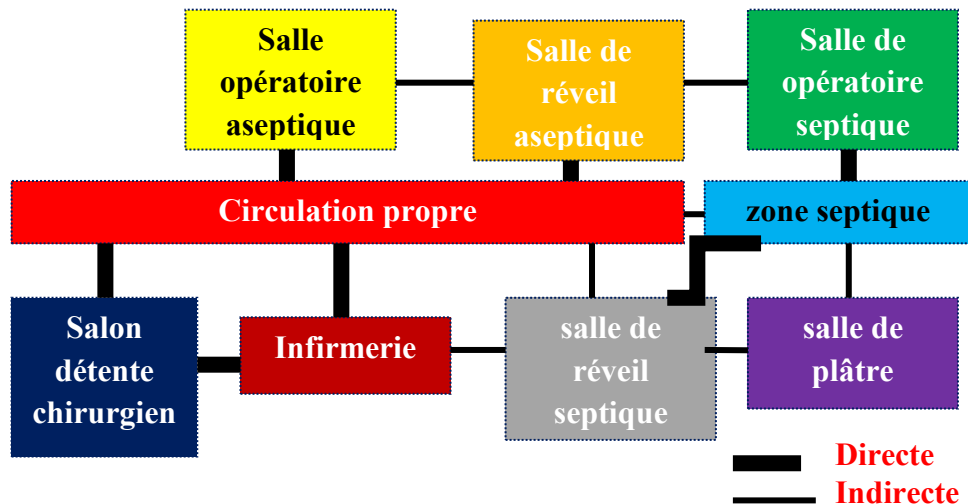 Salle
opératoire
aseptique
Salle de
réveil
aseptique
Salle de
opératoire
septique
Circulation propre
zone septique
Salon
détente
chirurgien
Infirmerie
salle de
réveil
septique
salle de
plâtre
Directe
Indirecte